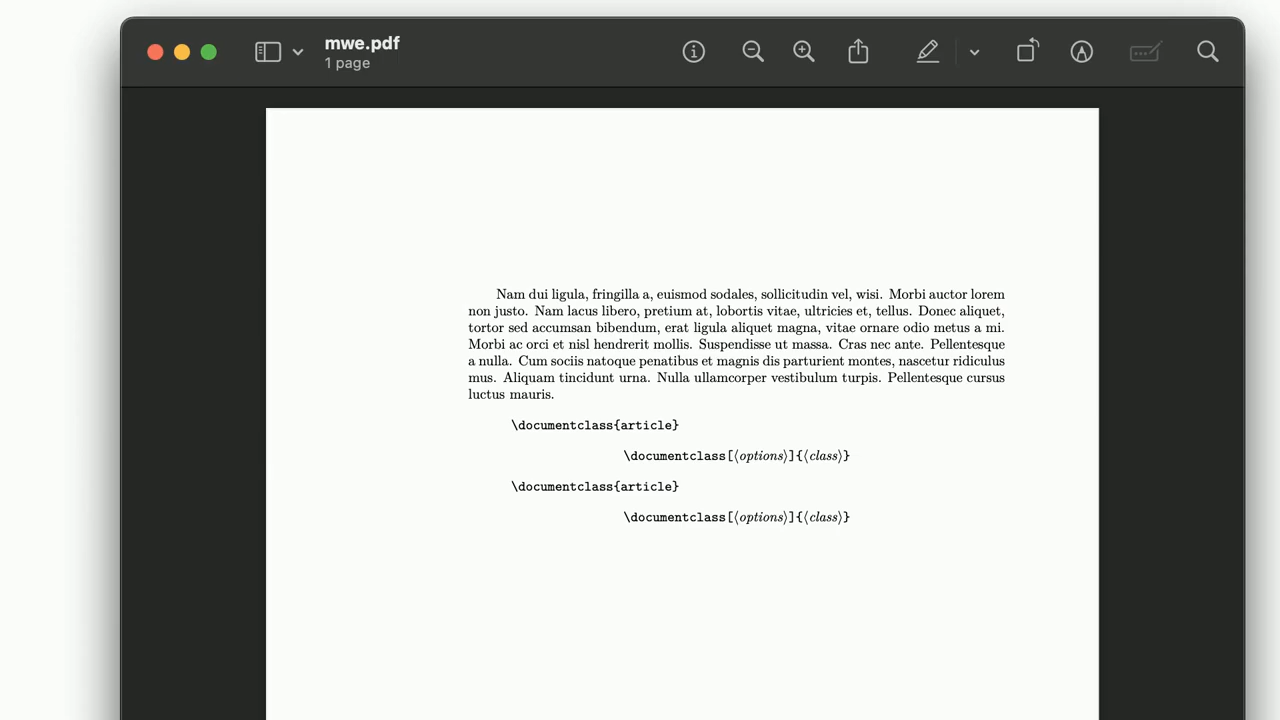 mwe.pdf
1 page
Nam dui ligula, fringilla a, euismod sodales, sollicitudin vel, wisi. Morbi auctor lorem
non justo. Nam lacus libero, pretium at, lobortis vitae, ultricies et, tellus. Donec aliquet,
tortor sed accumsan bibendum, erat ligula aliquet magna, vitae ornare odio metus a mi.
Morbi ac orci et nisl hendrerit mollis. Suspendisse ut massa. Cras nec ante. Pellentesque
a nulla. Cum sociis natoque penatibus et magnis dis parturient montes, nascetur ridiculus
mus. Aliquam tincidunt urna. Nulla ullamcorper vestibulum turpis. Pellentesque cursus
luctus mauris.
\documentclass{article}
\documentclass[⟨options⟩]{⟨class⟩}
\documentclass{article}
\documentclass[⟨options⟩]{⟨class⟩}